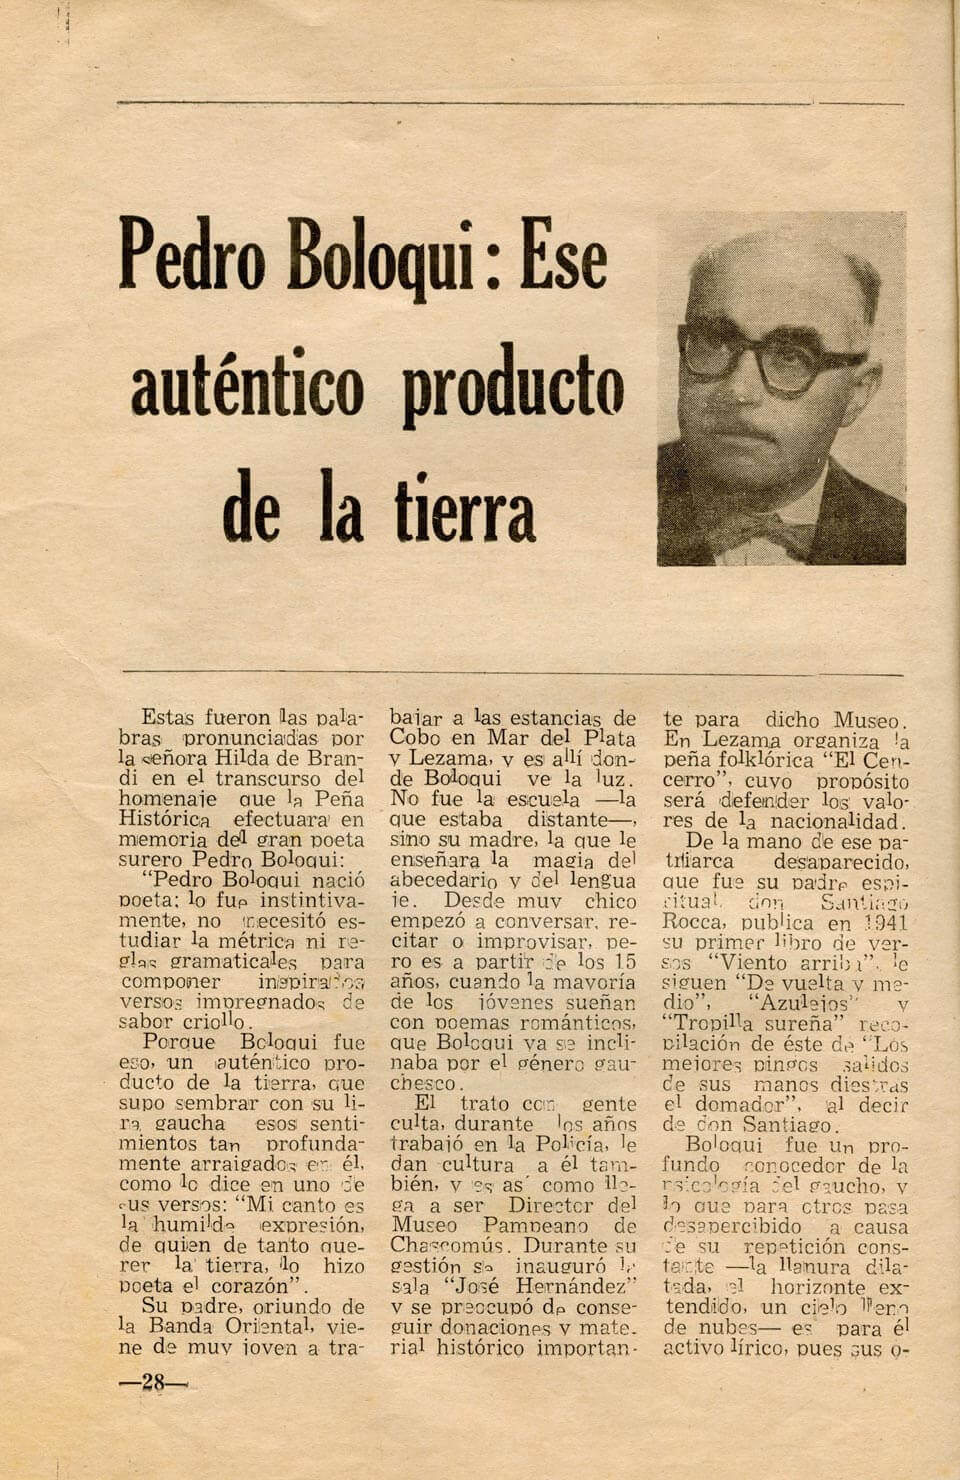 Pedro Boloqui: Ese
auténtico producto
de la tierra
Estas fueron las pala-
bras pronunciadas por
la señora Hilda de Bran-
di en el transcurso del
homenaje que la Peña
Histórica efectuara en
memoria del gran poeta
surero Pedro Boloqui:
"Pedro Boloqui nació
poeta; lo fue instintiva-
mente, no necesitó es-
tudiar la métrica ni re-
glas gramaticales para
componer inspirados
versos impregnados de
sabor criollo.
Porque Boloqui fue
eso, un auténtico pro-
ducto de la tierra, que
supo sembrar con su li-
ra gaucha esos senti-
mientos tan profunda-
mente arraigados en él,
como lo dice en uno de
sus versos: "Mi canto es
la humilde expresión,
de quien de tanto que-
rer la tierra, lo hizo
poeta el corazón".
Su padre, oriundo de
la Banda Oriental, vie-
ne de muy joven a tra-
bajar a las estancias de
Cobo en Mar del Plata
y Lezama, y es allí don-
de Boloqui ve la luz.
No fue la escuela —la
que estaba distante—,
sino su madre, la que le
enseñara la magia del
abecedario y del lengua
je. Desde muy chico
empezó a conversar, re-
citar o improvisar, pe-
ro es a partir de los 15
años, cuando la mayoría
de los jóvenes sueñan
con poemas románticos,
que Boloqui ya se incli-
naba por el género gau-
chesco.
El trato con gente
culta, durante los años
trabajó en la Policía, le
dan cultura a él tam-
bién, y es as como lle-
ga a ser Director del
Museo Pampeano de
Chascomús. Durante su
gestión se inauguró la
sala "José Hernández"
y se preocupó de conse-
guir donaciones y mate-
rial histórico importan-
te para dicho Museo.
En Lezama organiza la
peña folklórica "El Cen-
cerro", cuyo propósito
será defender los valo-
res de la nacionalidad.
De la mano de ese pa-
triarca desaparecido,
que fue su padre espi-
ritual, don Santiago
Rocca, publica en 1941
su primer libro de ver-
sos "Viento arriba", le
siguen "De vuelta y me-
dio", "Azulejos" y
"Tropilla sureña" reco-
pilación de éste de "Los
mejores pingos salidos
de sus manos diestras
el domador", al decir
de don Santiago.
Boloqui fue un pro-
fundo conocedor de la
psicología del gaucho, y
lo que para otros pasa
desapercibido a causa
de su repetición cons-
tante —la llanura dila-
tada, el horizonte ex-
tendido, un cielo lleno
de nubes— es para él
activo lírico, pues sus o-
—28—